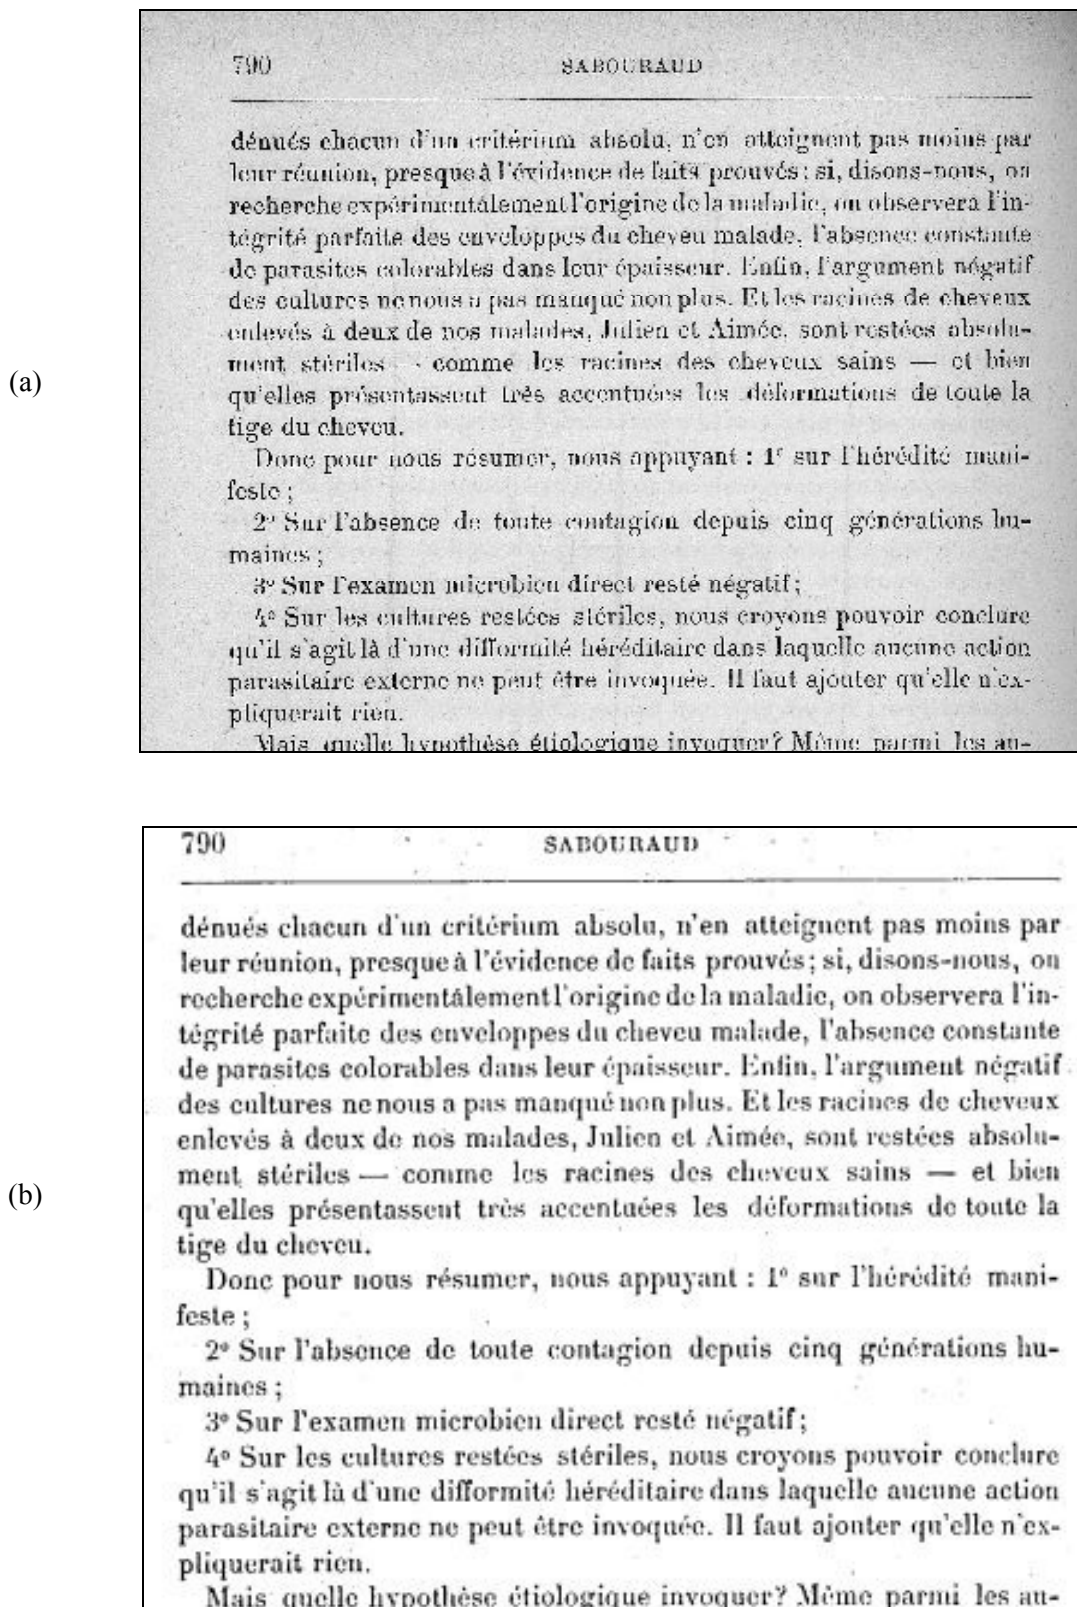 790 SABOURAUD
dénués chacun d'un critérium absolu, n'en atteignent pas moins par
leur réunion, presque à l'évidence de faits prouvés ; si, disons-nous, on
recherche expérimentálement l'origine de la maladie, on observera l'in-
tégrité parfaite des enveloppes du cheveu malade, l'absence constante
de parasites colorables dans leur épaisseur. Enfin, l'argument négatif
des cultures ne nous a pas manqué non plus. Et les racines de cheveux
enlevés à deux de nos malades, Julien et Aimée, sont restées absolu-
ment stériles — comme les racines des cheveux sains — et bien
qu'elles présentassent très accentuées les déformations de toute la
tige du cheveu.
Donc pour nous résumer, nous appuyant : 1° sur l'hérédité mani-
feste ;
2° Sur l'absence de toute contagion depuis cinq générations hu-
maines ;
3° Sur l'examen microbien direct resté négatif ;
4° Sur les cultures restées stériles, nous croyons pouvoir conclure
qu'il s'agit là d'une difformité héréditaire dans laquelle aucune action
parasitaire externe ne peut être invoquée. Il faut ajouter qu'elle n'ex-
pliquerait rien.
Mais quelle hypothèse étiologique invoquer? Même parmi les au-
(a)
790 SABOURAUD
dénués chacun d'un critérium absolu, n'en atteignent pas moins par
leur réunion, presque à l'évidence de faits prouvés ; si, disons-nous, on
recherche expérimentálement l'origine de la maladie, on observera l'in-
tégrité parfaite des enveloppes du cheveu malade, l'absence constante
de parasites colorables dans leur épaisseur. Enfin, l'argument négatif
des cultures ne nous a pas manqué non plus. Et les racines de cheveux
enlevés à deux de nos malades, Julien et Aimée, sont restées absolu-
ment stériles — comme les racines des cheveux sains — et bien
qu'elles présentassent très accentuées les déformations de toute la
tige du cheveu.
Donc pour nous résumer, nous appuyant : 1° sur l'hérédité mani-
feste ;
2° Sur l'absence de toute contagion depuis cinq générations hu-
maines ;
3° Sur l'examen microbien direct resté négatif ;
4° Sur les cultures restées stériles, nous croyons pouvoir conclure
qu'il s'agit là d'une difformité héréditaire dans laquelle aucune action
parasitaire externe ne peut être invoquée. Il faut ajouter qu'elle n'ex-
pliquerait rien.
Mais quelle hypothèse étiologique invoquer? Même parmi les au-
(b)